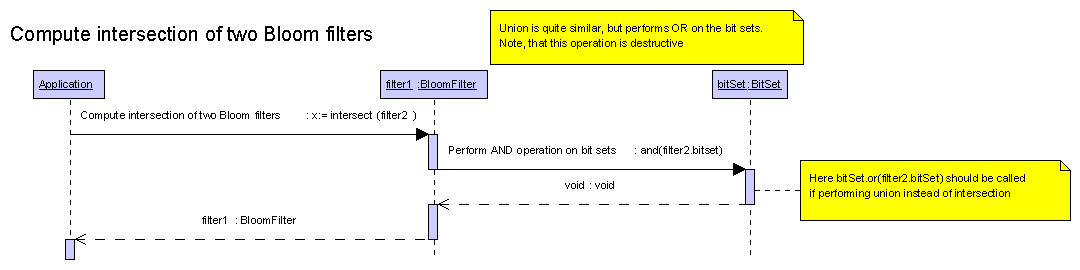 Compute intersection of two Bloom filters
Union is quite similar, but performs OR on the bit sets.
Note, that this operation is destructive
Application
filter1 :BloomFilter
bitSet:BitSet
Compute intersection of two Bloom filters : x:= intersect (filter2 )
Perform AND operation on bit sets : and(filter2.bitset)
void : void
Here bitSet.or(filter2.bitSet) should be called
if performing union instead of intersection
filter1 :BloomFilter